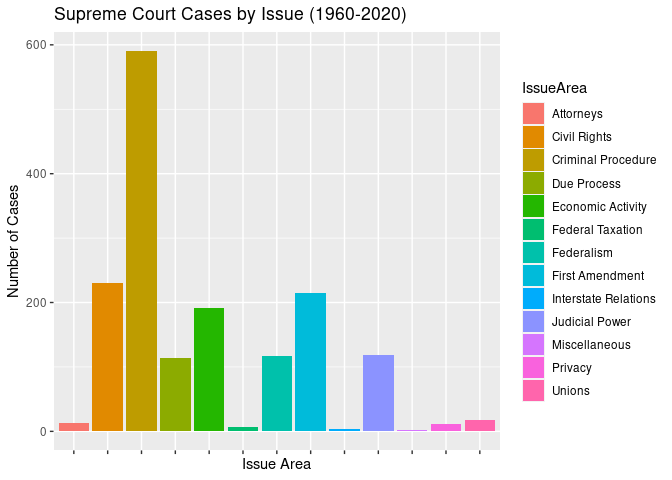 Supreme Court Cases by Issue (1960-2020)
600
400
200
0
Number of Cases
Issue Area
IssueArea
Attorneys
Civil Rights
Criminal Procedure
Due Process
Economic Activity
Federal Taxation
Federalism
First Amendment
Interstate Relations
Judicial Power
Miscellaneous
Privacy
Unions